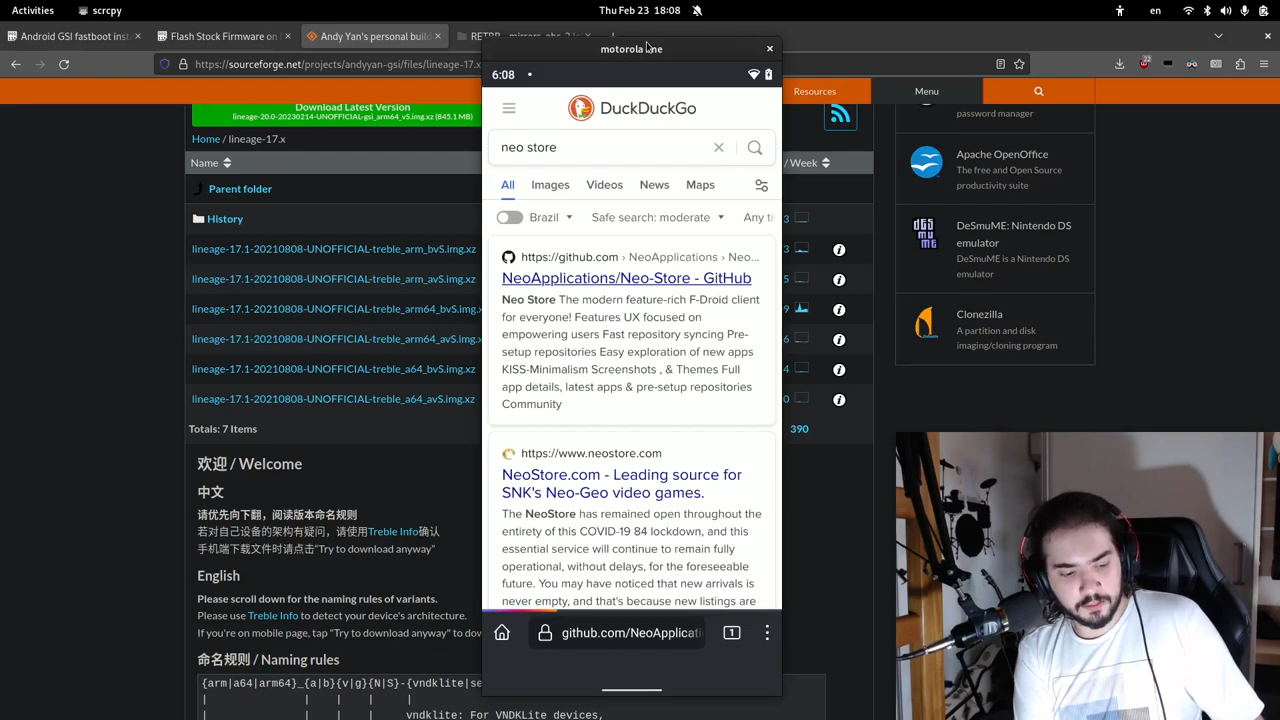 Activities
scrcpy
Thu Feb 23 18:08
en
Android GSI fastboot inst
Flash Stock Firmware on
Andy Yan's personal build
https://sourceforge.net/projects/andyyan-gsi/files/lineage-17.x
22
motorola one
Resources
Menu
Download Latest Version
lineage-20.0-20230214-UNOFFICIAL-gsi_arm64_vS.img.xz (845.1 MB)
Home / lineage-17.x
Name
/ Week
Parent folder
History
3
lineage-17.1-20210808-UNOFFICIAL-treble_arm_bvS.img.xz
3
lineage-17.1-20210808-UNOFFICIAL-treble_arm_avS.img.xz
5
lineage-17.1-20210808-UNOFFICIAL-treble_arm64_bvS.img.xz
9
lineage-17.1-20210808-UNOFFICIAL-treble_arm64_avS.img.xz
6
lineage-17.1-20210808-UNOFFICIAL-treble_a64_bvS.img.xz
4
lineage-17.1-20210808-UNOFFICIAL-treble_a64_avS.img.xz
0
Totals: 7 Items
390
欢迎 / Welcome
中文
请优先向下翻，阅读版本命名规则
若对自己设备的架构有疑问，请使用Treble Info确认
手机端下载文件时请点击“Try to download anyway”
English
Please scroll down for the naming rules of variants.
Please use Treble Info to detect your device's architecture.
If you're on mobile page, tap "Try to download anyway" to dow
命名规则 / Naming rules
{arm|a64|arm64}_{a|b}{v|g}{N|S}-{vndklite|se
| | | |
vndklite: For VNDKLite devices,
6:08
DuckDuckGo
neo store
All
Images
Videos
News
Maps
Brazil
Safe search: moderate
Any ti
https://github.com › NeoApplications › Neo...
NeoApplications/Neo-Store - GitHub
Neo Store The modern feature-rich F-Droid client
for everyone! Features UX focused on
empowering users Fast repository syncing Pre-
setup repositories Easy exploration of new apps
KISS-Minimalism Screenshots , & Themes Full
app details, latest apps & pre-setup repositories
Community
https://www.neostore.com
NeoStore.com - Leading source for
SNK's Neo-Geo video games.
The NeoStore has remained open throughout the
entirety of this COVID-19 84 lockdown, and this
essential service will continue to remain fully
operational, without delays, for the foreseeable
future. You may have noticed that new arrivals is
never empty, and that's because new listings are
github.com/NeoApplicati
1
password manager
Apache OpenOffice
The free and Open Source
productivity suite
DeSmuME: Nintendo DS
emulator
DeSmuME is a Nintendo DS
emulator
Clonezilla
A partition and disk
imaging/cloning program